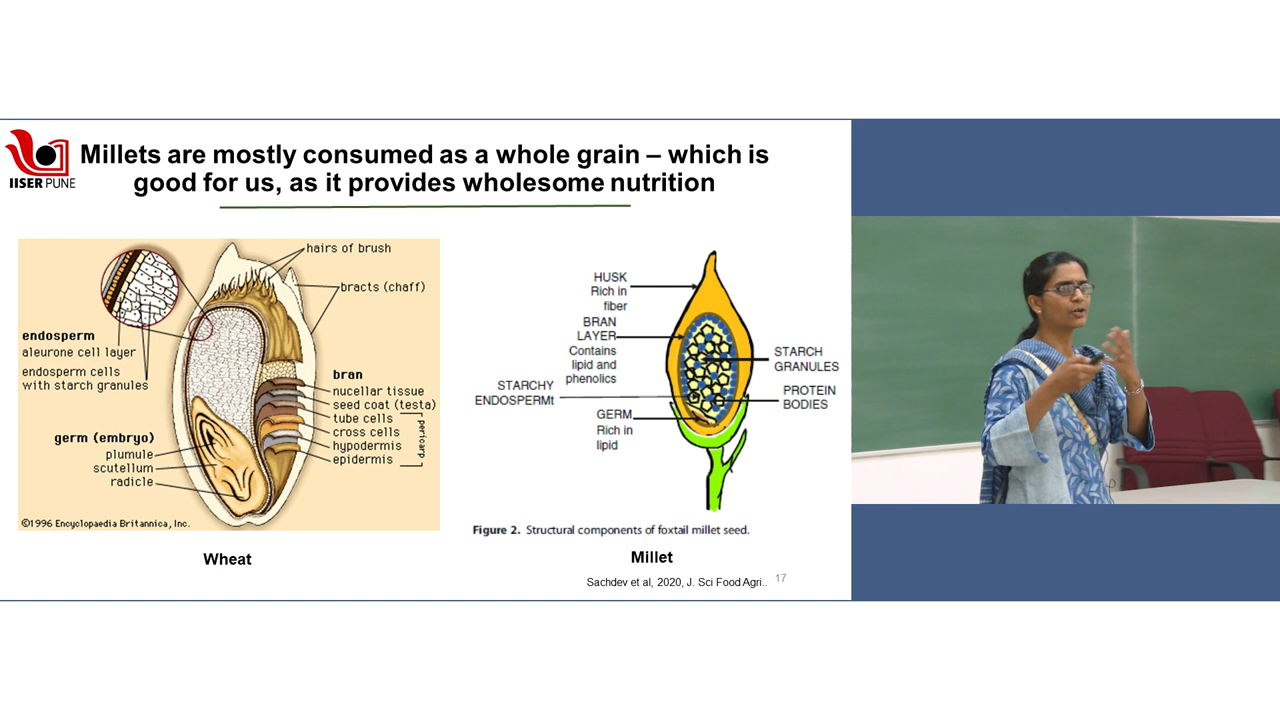 IISER PUNE
Millets are mostly consumed as a whole grain – which is
good for us, as it provides wholesome nutrition
hairs of brush
bracts (chaff)
endosperm
aleurone cell layer
endosperm cells
with starch granules
bran
nucellar tissue
seed coat (testa)
tube cells
cross cells
hypodermis
epidermis
pericarp
germ (embryo)
plumule
scutellum
radicle
©1996 Encyclopaedia Britannica, Inc.
Wheat
HUSK
Rich in
fiber
BRAN
LAYER
Contains
lipid and
phenolics
STARCHY
ENDOSPERMt
GERM
Rich in
lipid
STARCH
GRANULES
PROTEIN
BODIES
Figure 2. Structural components of foxtail millet seed.
Millet
Sachdev et al, 2020, J. Sci Food Agri..
17